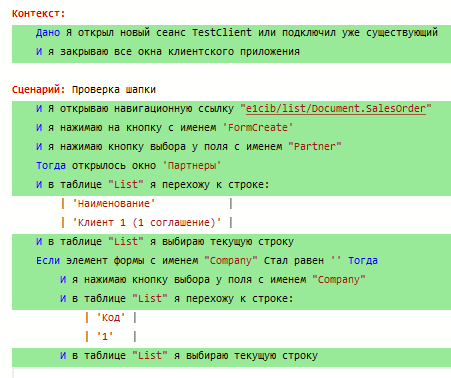 Контекст:
Дано Я открыл новый сеанс TestClient или подключил уже существующий
И я закрываю все окна клиентского приложения
Сценарий: Проверка шапки
И Я открываю навигационную ссылку "e1cib/list/Document.SalesOrder"
И я нажимаю на кнопку с именем 'FormCreate'
И я нажимаю кнопку выбора у поля с именем "Partner"
Тогда открылось окно 'Партнеры'
И в таблице "List" я перехожу к строке:
| 'Наименование' |
| 'Клиент 1 (1 соглашение)' |
И в таблице "List" я выбираю текущую строку
Если элемент формы с именем "Company" Стал равен '' Тогда
И я нажимаю кнопку выбора у поля с именем "Company"
И в таблице "List" я перехожу к строке:
| 'Код' |
| '1' |
И в таблице "List" я выбираю текущую строку